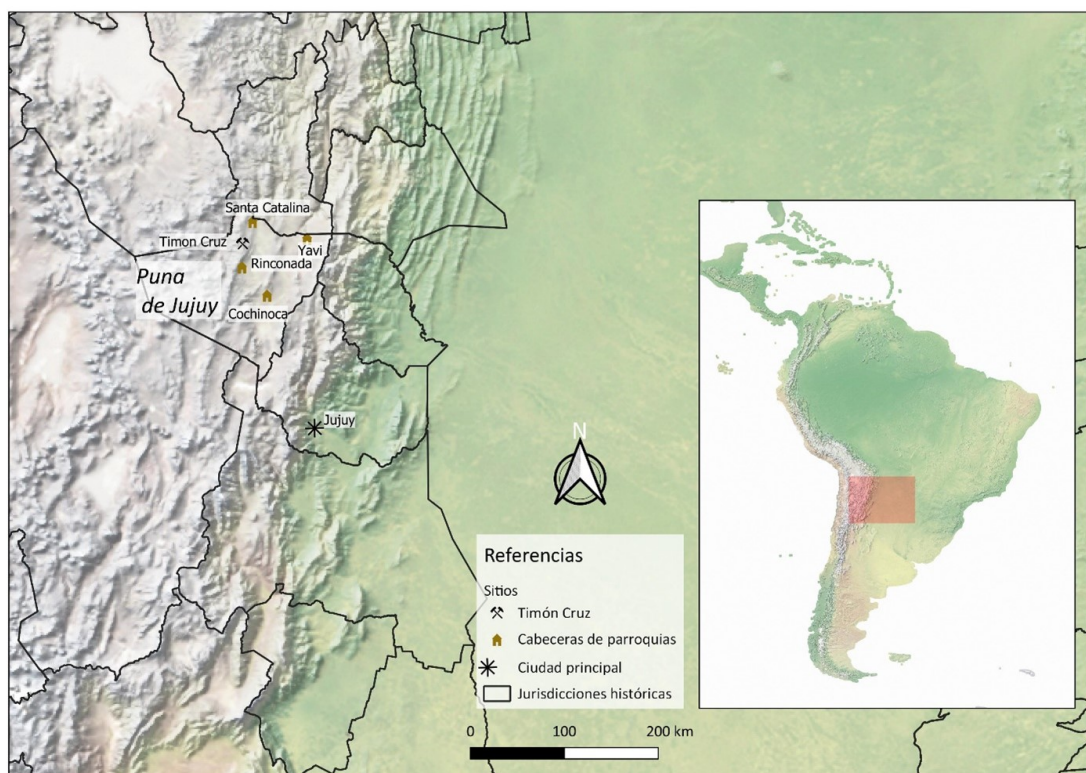 Santa Catalina
Timon Cruz
Yavi
Rinconada
Puna
de Jujuy
Cochinoca
Jujuy
N
Referencias
Sitios
Timón Cruz
Cabeceras de parroquias
Ciudad principal
Jurisdicciones históricas
0 100 200 km